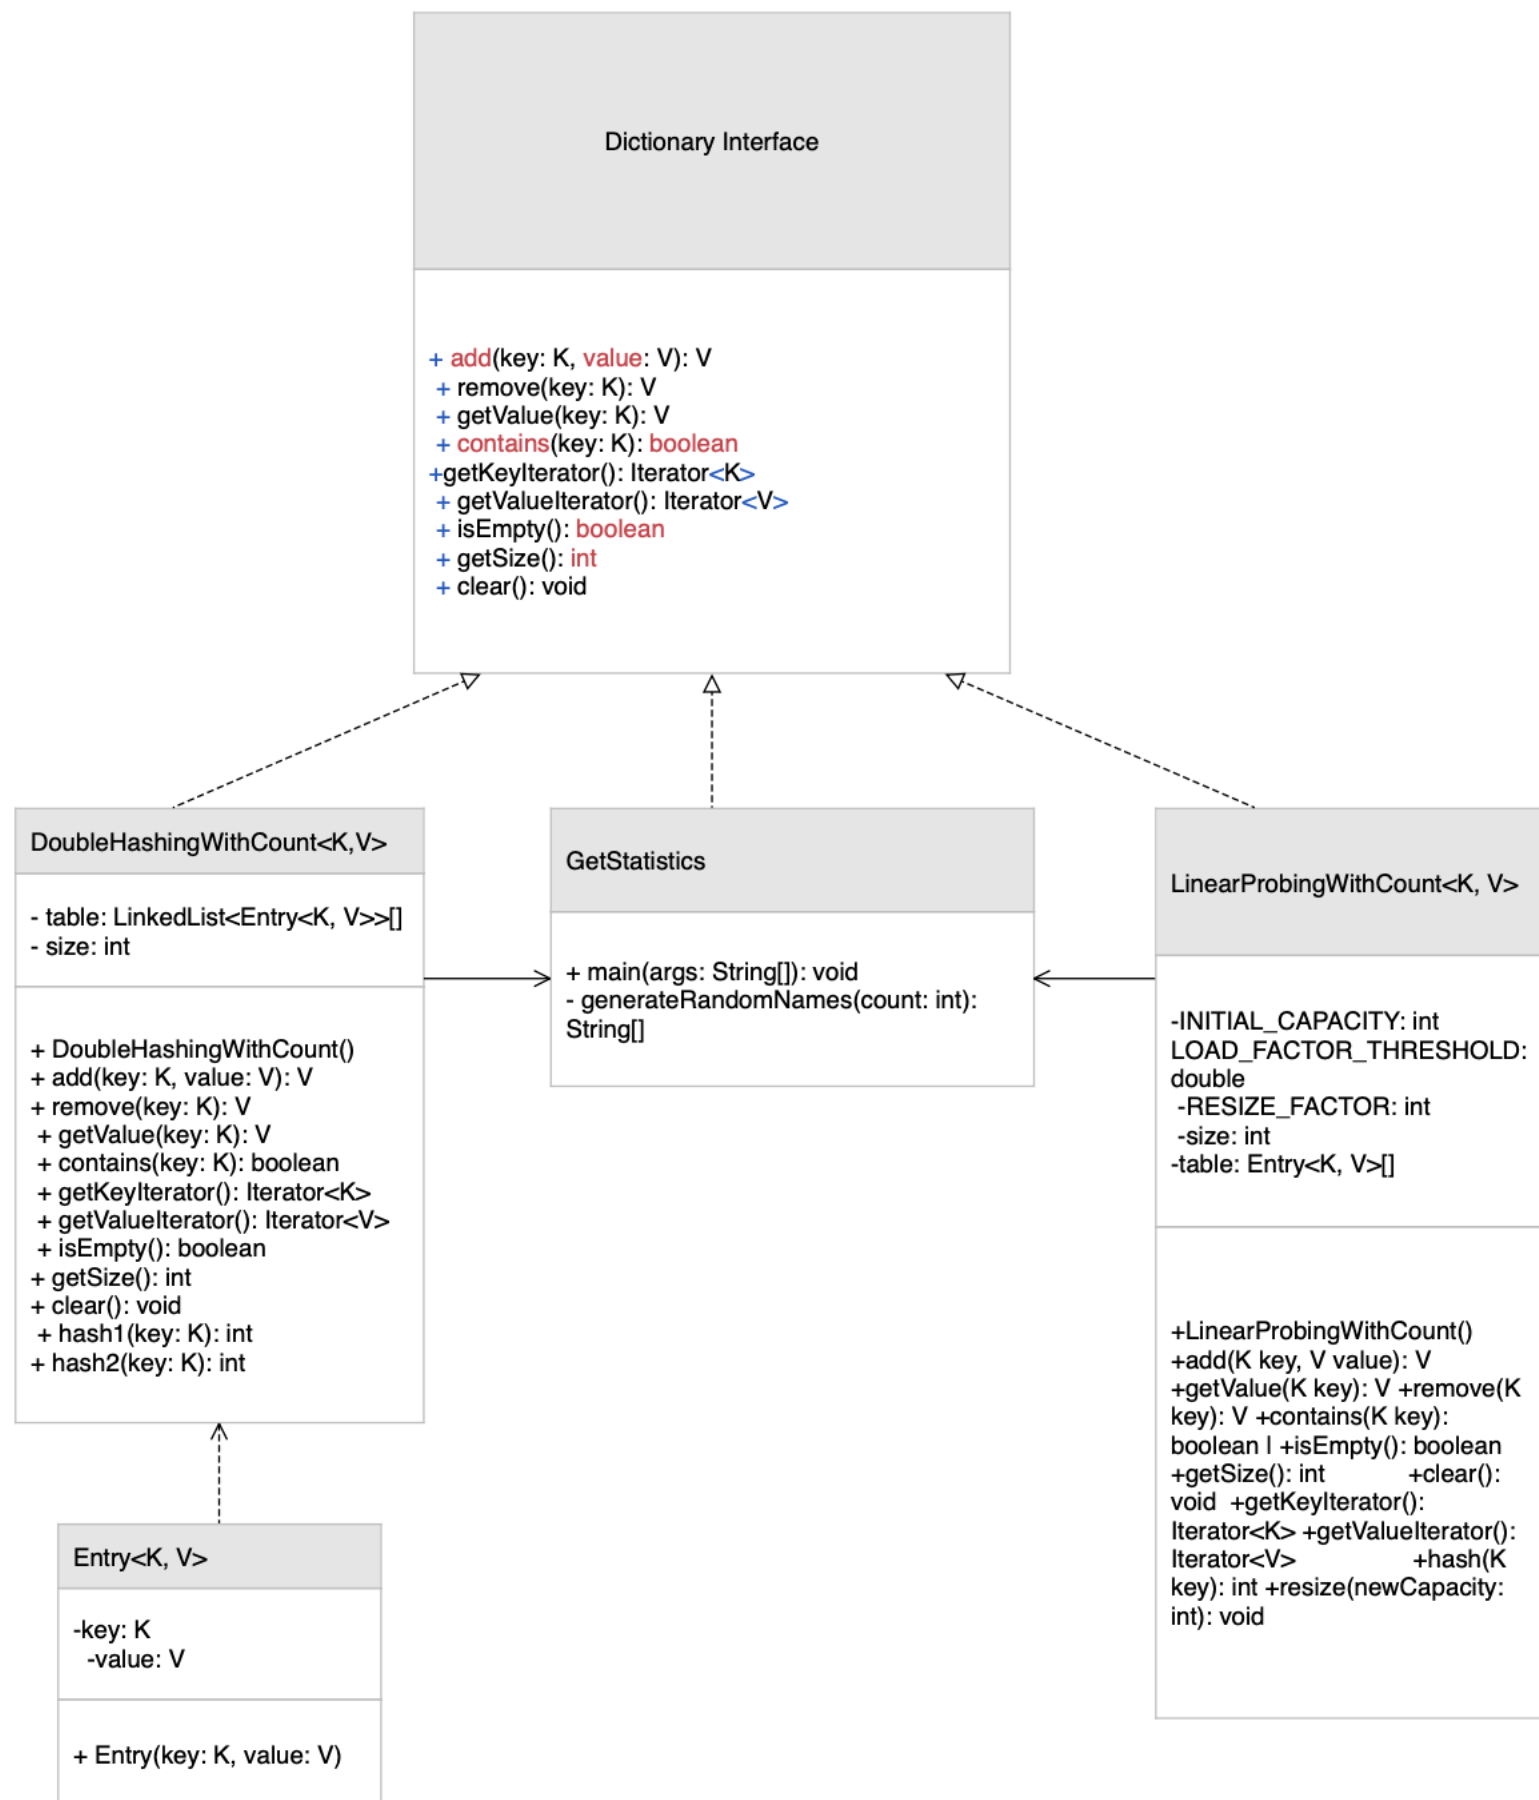 Dictionary Interface
+ add(key: K, value: V): V
+ remove(key: K): V
+ getValue(key: K): V
+ contains(key: K): boolean
+getKeyIterator(): Iterator<K>
+ getValueIterator(): Iterator<V>
+ isEmpty(): boolean
+ getSize(): int
+ clear(): void
DoubleHashingWithCount<K,V>
- table: LinkedList<Entry<K, V>>[]
- size: int
+ DoubleHashingWithCount()
+ add(key: K, value: V): V
+ remove(key: K): V
+ getValue(key: K): V
+ contains(key: K): boolean
+ getKeyIterator(): Iterator<K>
+ getValueIterator(): Iterator<V>
+ isEmpty(): boolean
+ getSize(): int
+ clear(): void
+ hash1(key: K): int
+ hash2(key: K): int
GetStatistics
+ main(args: String[]): void
- generateRandomNames(count: int):
String[]
LinearProbingWithCount<K, V>
-INITIAL_CAPACITY: int
LOAD_FACTOR_THRESHOLD:
double
-RESIZE_FACTOR: int
-size: int
-table: Entry<K, V>[]
+LinearProbingWithCount()
+add(K key, V value): V
+getValue(K key): V +remove(K
key): V +contains(K key):
boolean | +isEmpty(): boolean
+getSize(): int +clear():
void +getKeyIterator():
Iterator<K> +getValueIterator():
Iterator<V> +hash(K
key): int +resize(newCapacity:
int): void
Entry<K, V>
-key: K
-value: V
+ Entry(key: K, value: V)